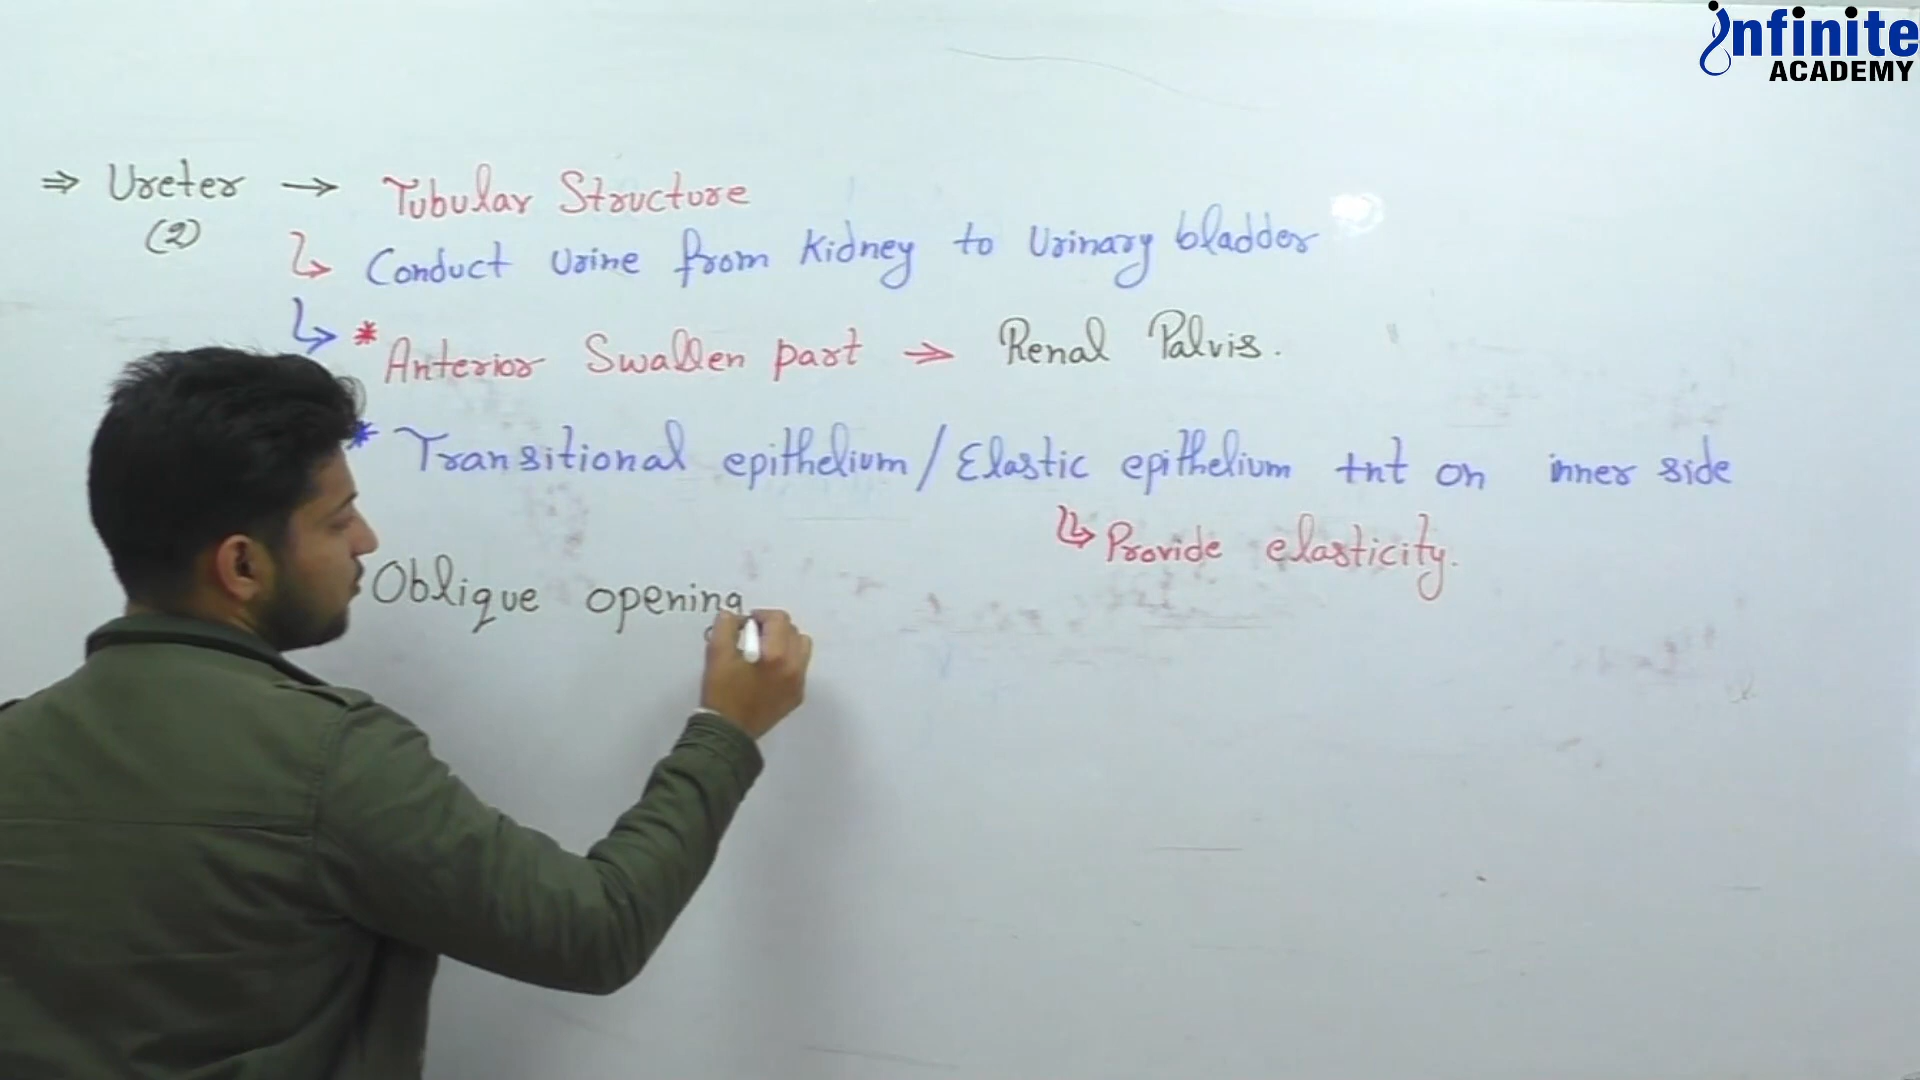 infinite
ACADEMY
⇒ Ureter → Tubular Structure
(2)
↳ Conduct Urine from Kidney to Urinary bladder
↳ * Anterior Swallen part → Renal Palvis.
* Transitional epithelium / Elastic epithelium +nt on inner side
↳ Provide elasticity.
Oblique opening